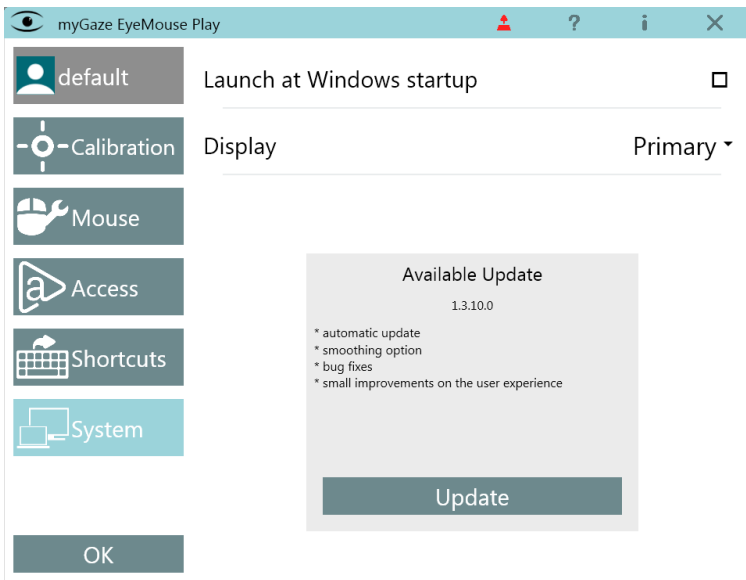 myGaze EyeMouse Play
?
i
default
Launch at Windows startup
Calibration
Display
Primary
Mouse
Access
Shortcuts
System
OK
Available Update
1.3.10.0
* automatic update
* smoothing option
* bug fixes
* small improvements on the user experience
Update